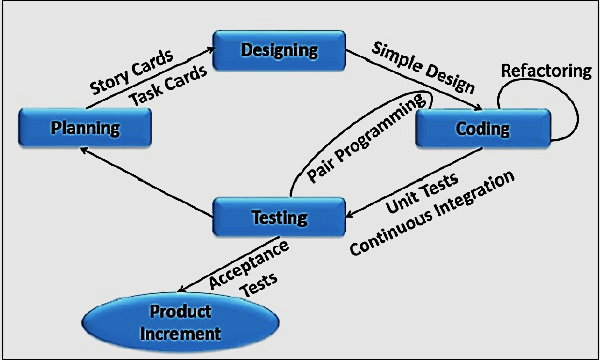 Designing
Story Cards
Task Cards
Simple Design
Refactoring
Planning
Coding
Pair Programming
Unit Tests
Continuous Integration
Testing
Acceptance
Tests
Product
Increment